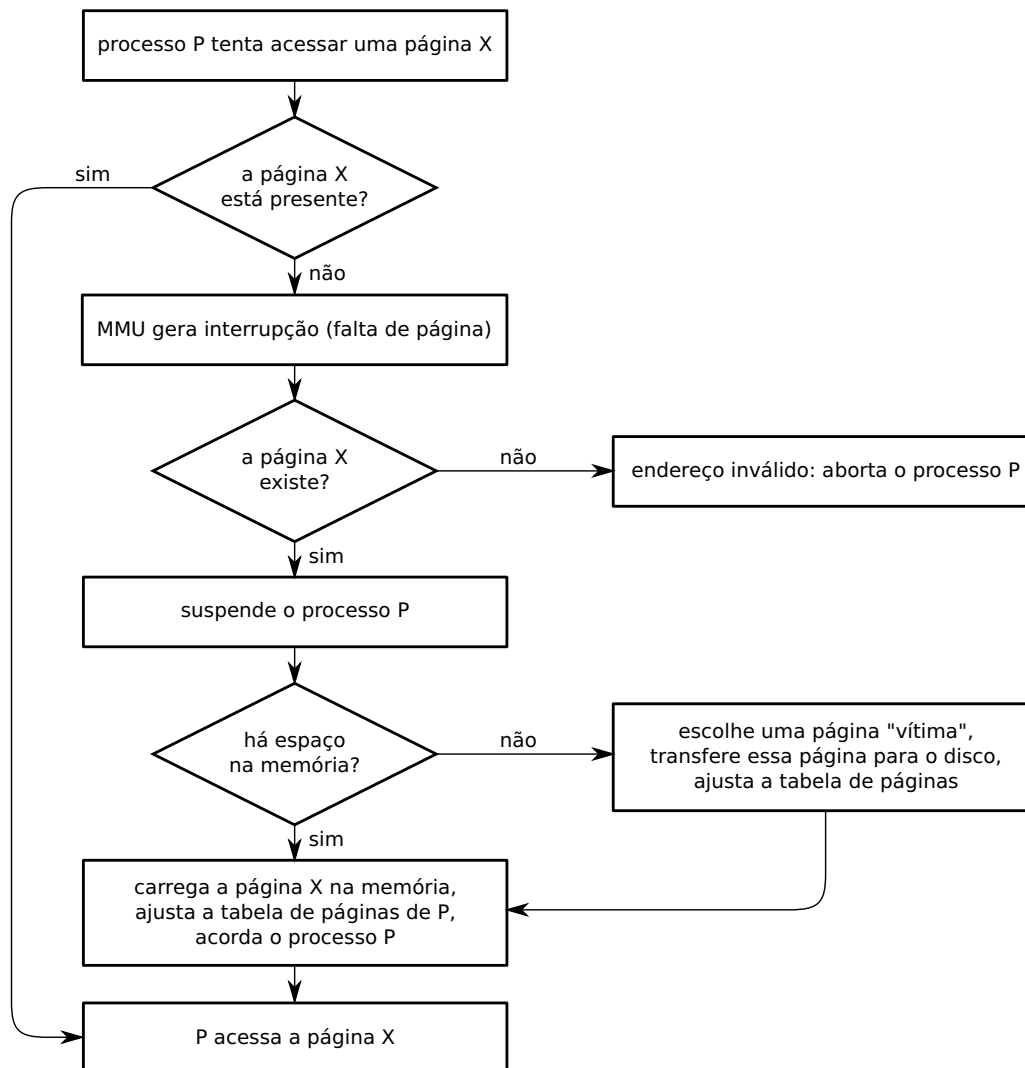 processo P tenta acessar uma página X
a página X
está presente?
sim
não
MMU gera interrupção (falta de página)
a página X
existe?
não
endereço inválido: aborta o processo P
sim
suspende o processo P
há espaço
na memória?
não
escolhe uma página "vítima",
transfere essa página para o disco,
ajusta a tabela de páginas
sim
carrega a página X na memória,
ajusta a tabela de páginas de P,
acorda o processo P
P acessa a página X